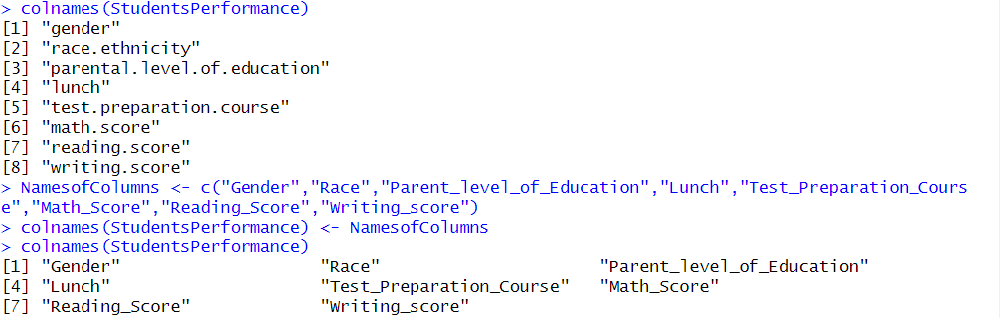 > colnames(StudentsPerformance)
[1] "gender"
[2] "race.ethnicity"
[3] "parental.level.of.education"
[4] "lunch"
[5] "test.preparation.course"
[6] "math.score"
[7] "reading.score"
[8] "writing.score"
> NamesofColumns <- c("Gender","Race","Parent_level_of_Education","Lunch","Test_Preparation_Cours
e","Math_Score","Reading_Score","Writing_score")
> colnames(StudentsPerformance) <- NamesofColumns
> colnames(StudentsPerformance)
[1] "Gender" "Race" "Parent_level_of_Education"
[4] "Lunch" "Test_Preparation_Course" "Math_Score"
[7] "Reading_Score" "Writing_score"